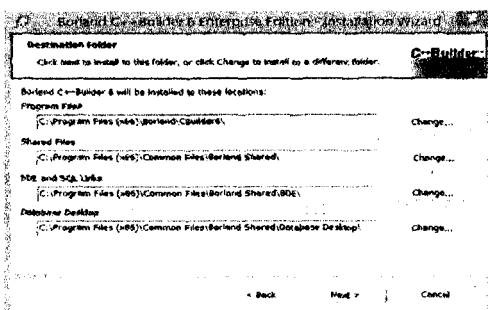 Borland C++Builder 6 Enterprise Edition - Installation Wizard
Destination Folder
Click Next to install to this folder, or click Change to install to a different folder.
C++Builder
Borland C++Builder 6 will be installed to these locations:
Program Files
C:\Program Files (x86)\Borland\CBuilder6\
Change...
Shared Files
C:\Program Files (x86)\Common Files\Borland Shared\
Change...
BDE and SQL Links
C:\Program Files (x86)\Common Files\Borland Shared\BDE\
Change...
Database Desktop
C:\Program Files (x86)\Common Files\Borland Shared\Database Desktop\
Change...
< Back
Next >
Cancel